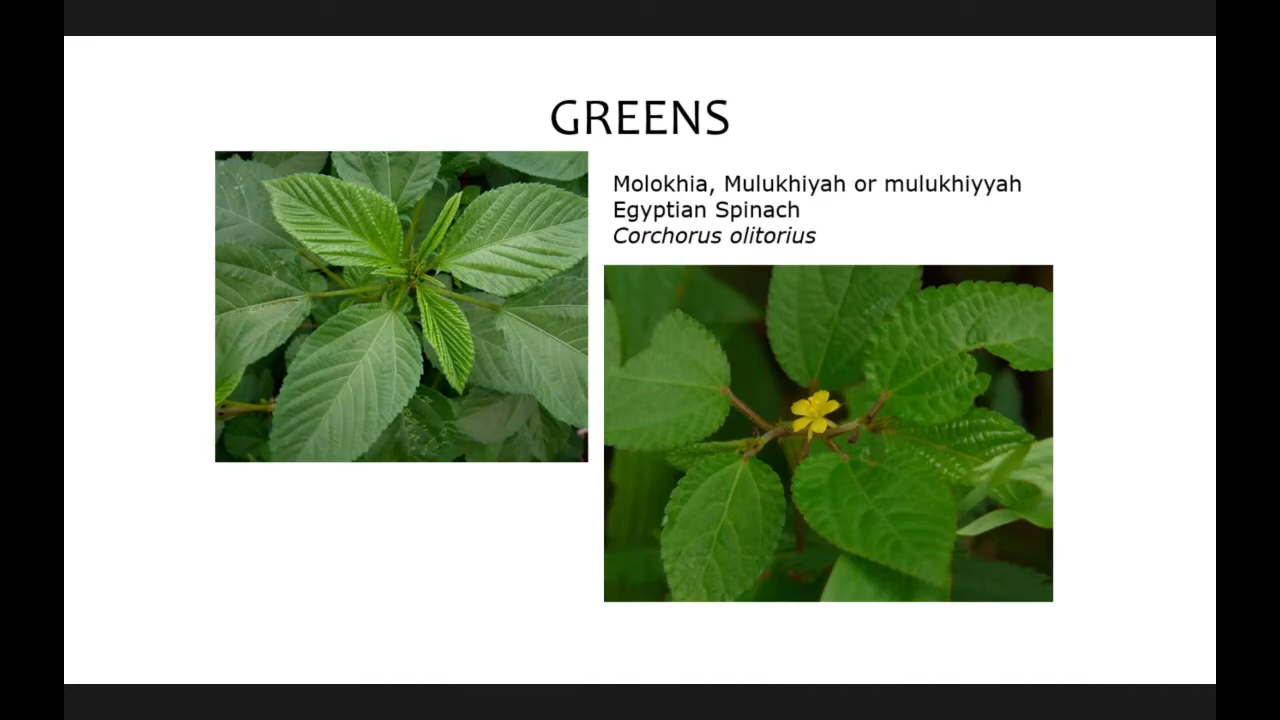 GREENS
Molokhia, Mulukhiyah or mulukhiyyah
Egyptian Spinach
Corchorus olitorius